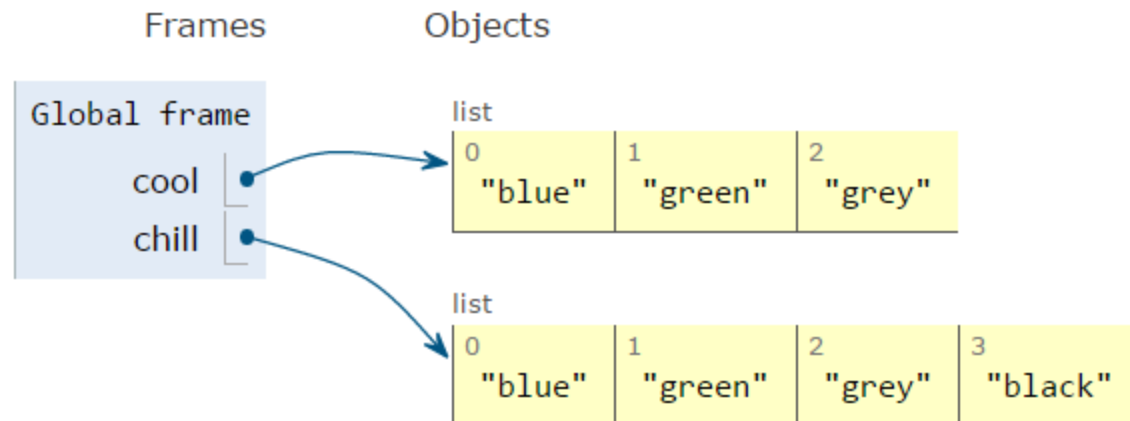 Frames Objects
Global frame
cool
chill
list
0 1 2
"blue" "green" "grey"
list
0 1 2 3
"blue" "green" "grey" "black"